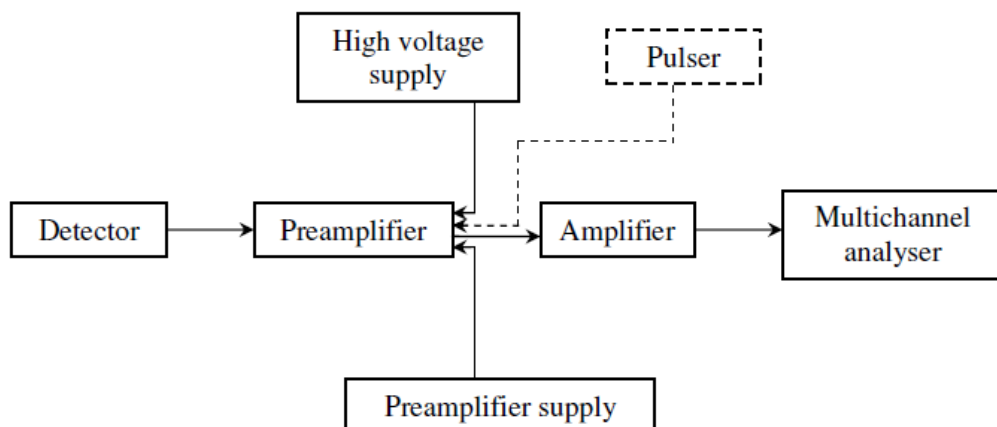 High voltage
supply
Pulser
Detector
Preamplifier
Amplifier
Multichannel
analyser
Preamplifier supply